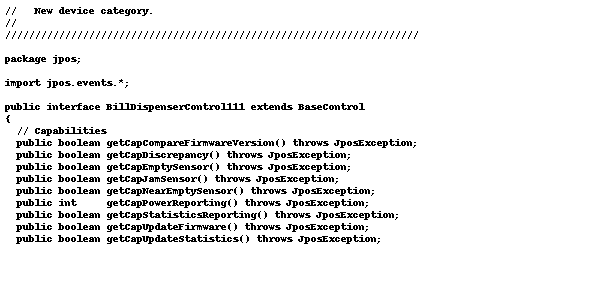 //   New device category.
//
/////////////////////////////////////////////////////////////////////
package jpos;
import jpos.events.*;
public interface BillDispenserControl111 extends BaseControl
{
  // Capabilities
  public boolean getCapCompareFirmwareVersion() throws JposException;
  public boolean getCapDiscrepancy() throws JposException;
  public boolean getCapEmptySensor() throws JposException;
  public boolean getCapJamSensor() throws JposException;
  public boolean getCapNearEmptySensor() throws JposException;
  public int     getCapPowerReporting() throws JposException;
  public boolean getCapStatisticsReporting() throws JposException;
  public boolean getCapUpdateFirmware() throws JposException;
  public boolean getCapUpdateStatistics() throws JposException;